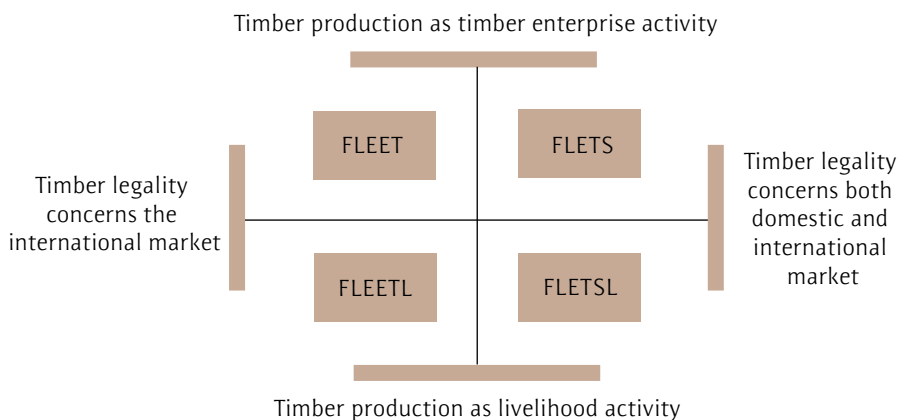 Timber production as timber enterprise activity
FLEET
FLETS
Timber legality
concerns the
international market
Timber legality
concerns both
domestic and
international
market
FLEETL
FLETSL
Timber production as livelihood activity